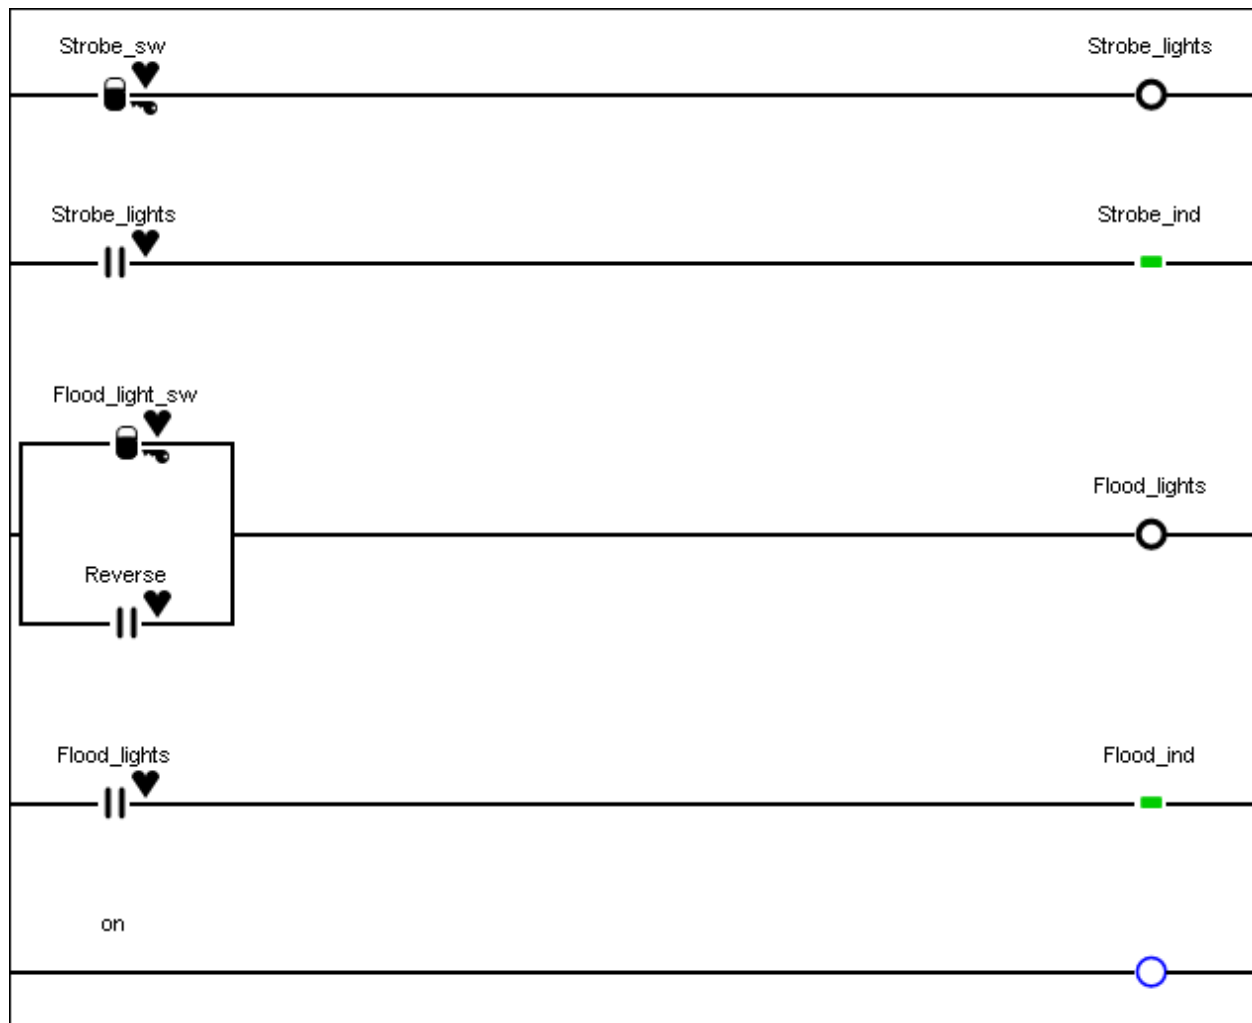 Strobe_sw
Strobe_lights
Strobe_lights
Strobe_ind
Flood_light_sw
Flood_lights
Reverse
Flood_lights
Flood_ind
on